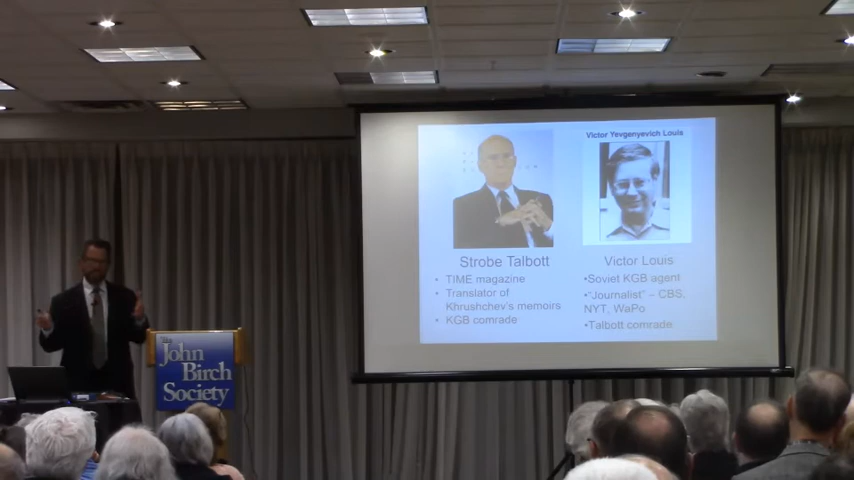 The
John
Birch
Society
Victor Yevgenyevich Louis
Strobe Talbott
• TIME magazine
• Translator of
Khrushchev's memoirs
• KGB comrade
Victor Louis
•Soviet KGB agent
•"Journalist" – CBS,
NYT, WaPo
•Talbott comrade